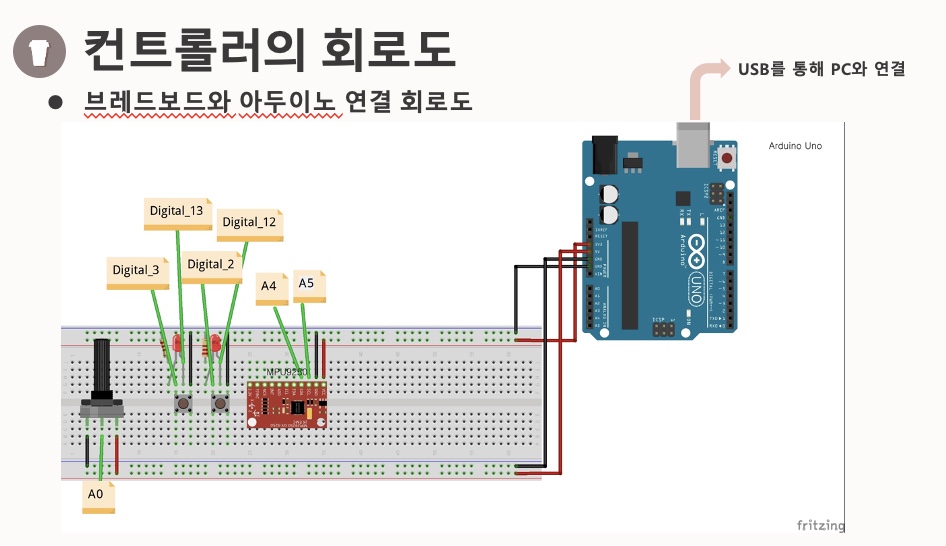 컨트롤러의 회로도
USB를 통해 PC와 연결
● 브레드보드와 아두이노 연결 회로도
Arduino Uno
Digital_13
Digital_12
Digital_3
Digital_2
A4
A5
MPU9250
A0
Arduino
UNO
fritzing